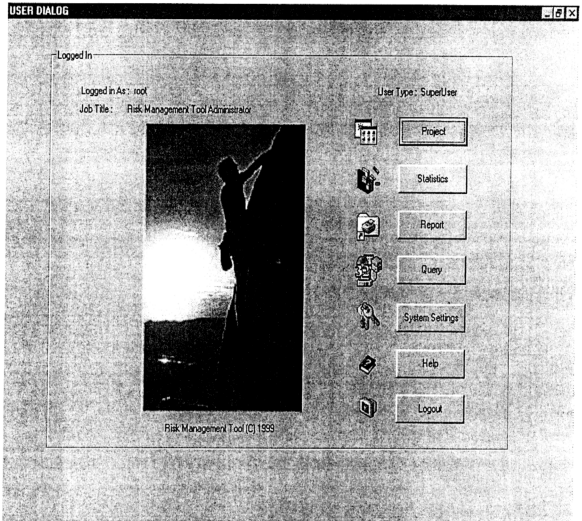 USER DIALOG
Logged In
Logged in As : root
User Type : SuperUser
Job Title : Risk Management Tool Administrator
Project
Statistics
Report
Query
System Settings
Help
Logout
Risk Management Tool (C) 1999